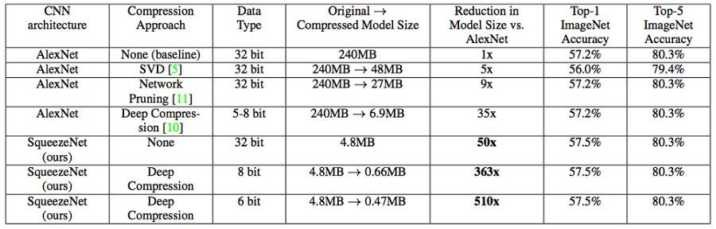 CNN architecture | Compression Approach | Data Type | Original → Compressed Model Size | Reduction in Model Size vs. AlexNet | Top-1 ImageNet Accuracy | Top-5 ImageNet Accuracy
AlexNet | None (baseline) | 32 bit | 240MB | 1x | 57.2% | 80.3%
AlexNet | SVD [5] | 32 bit | 240MB → 48MB | 5x | 56.0% | 79.4%
AlexNet | Network Pruning [11] | 32 bit | 240MB → 27MB | 9x | 57.2% | 80.3%
AlexNet | Deep Compres-sion [10] | 5-8 bit | 240MB → 6.9MB | 35x | 57.2% | 80.3%
SqueezeNet (ours) | None | 32 bit | 4.8MB | 50x | 57.5% | 80.3%
SqueezeNet (ours) | Deep Compression | 8 bit | 4.8MB → 0.66MB | 363x | 57.5% | 80.3%
SqueezeNet (ours) | Deep Compression | 6 bit | 4.8MB → 0.47MB | 510x | 57.5% | 80.3%